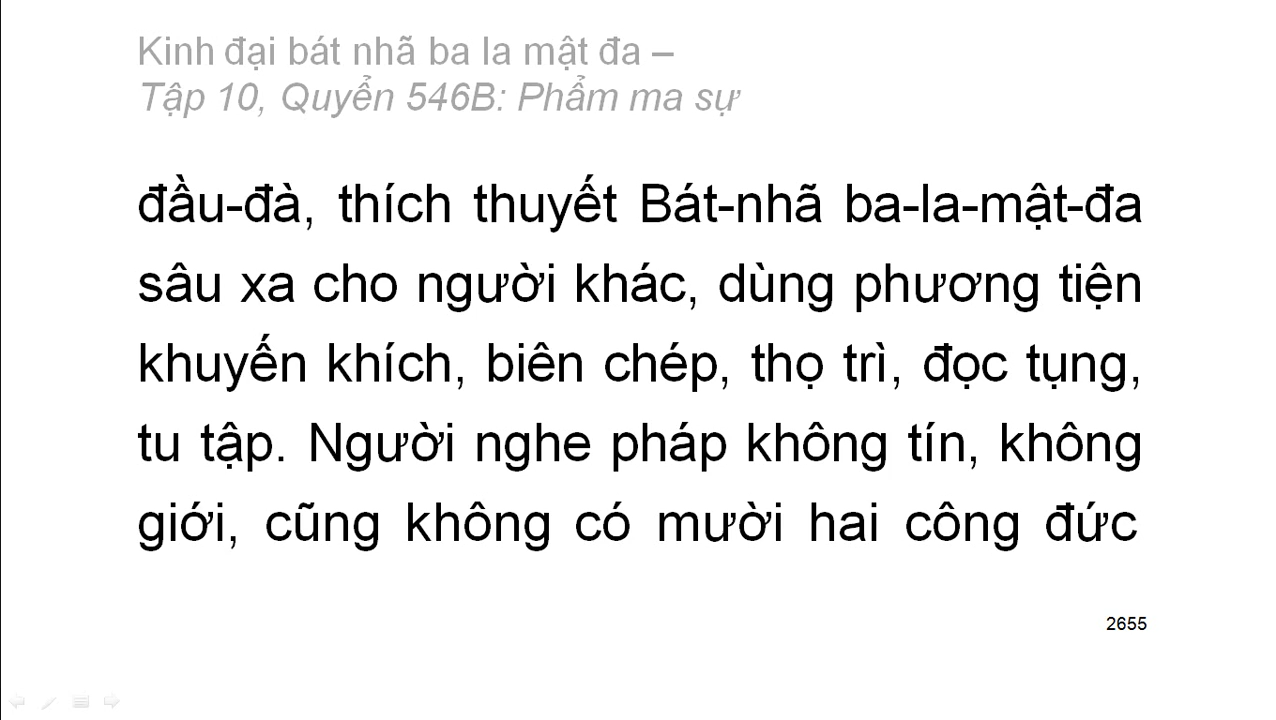 Kinh đại bát nhã ba la mật đa –
Tập 10, Quyển 546B: Phẩm ma sự
đầu-đà, thích thuyết Bát-nhã ba-la-mật-đa
sâu xa cho người khác, dùng phương tiện
khuyến khích, biên chép, thọ trì, đọc tụng,
tu tập. Người nghe pháp không tín, không
giới, cũng không có mười hai công đức
2655